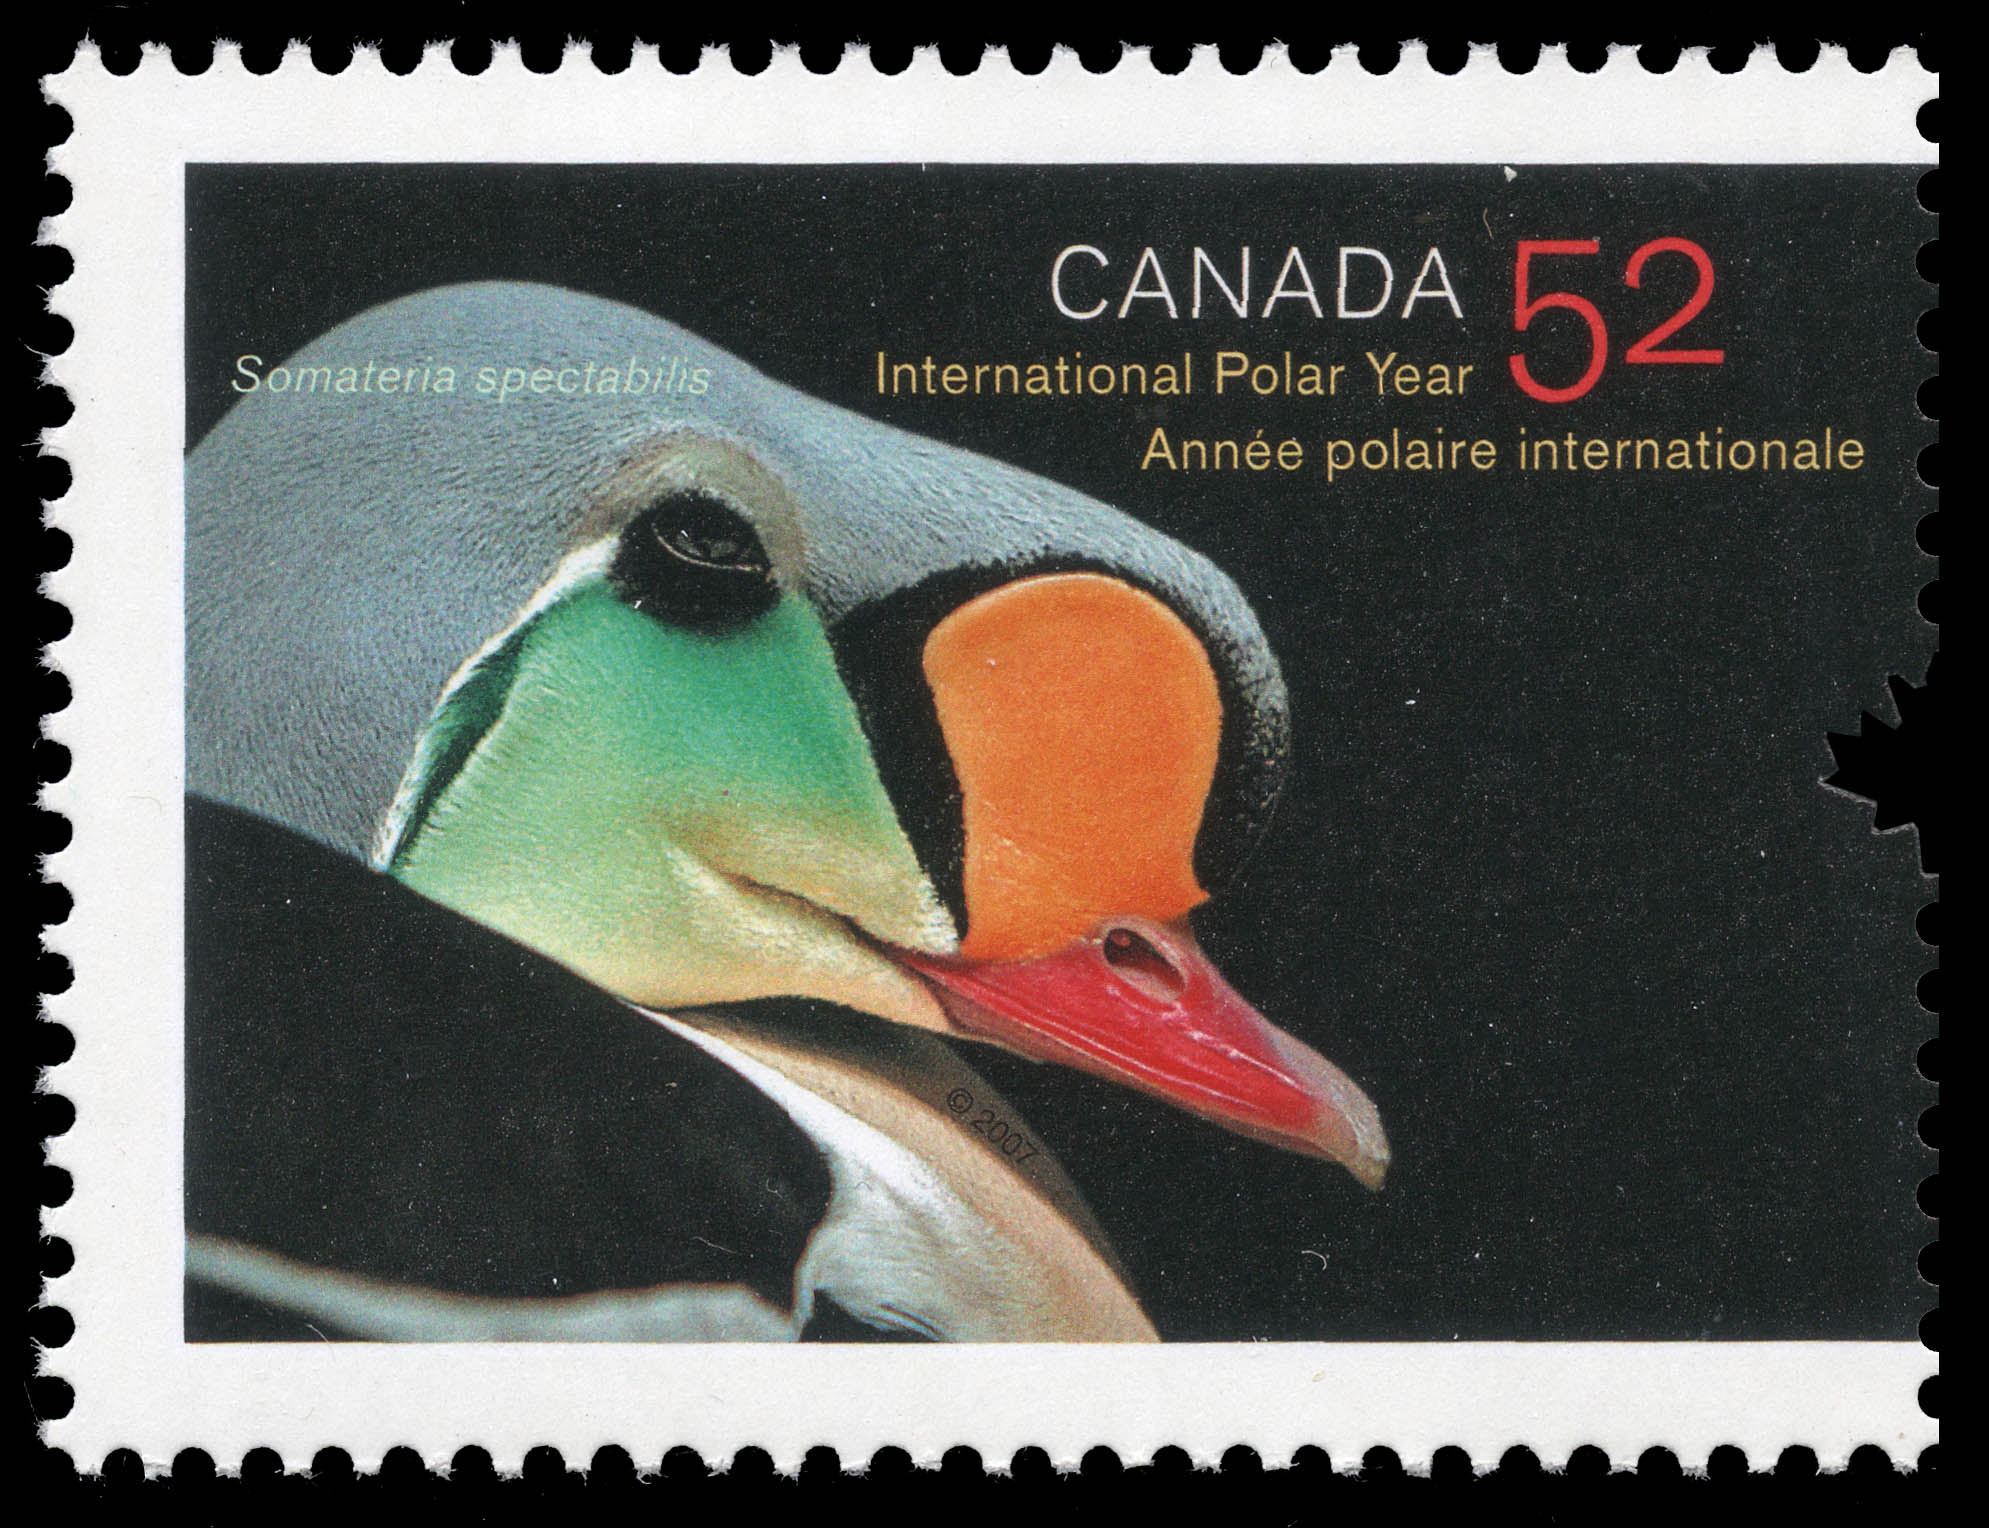 CANADA 52
Somateria spectabilis
International Polar Year
Année polaire internationale
© 2007